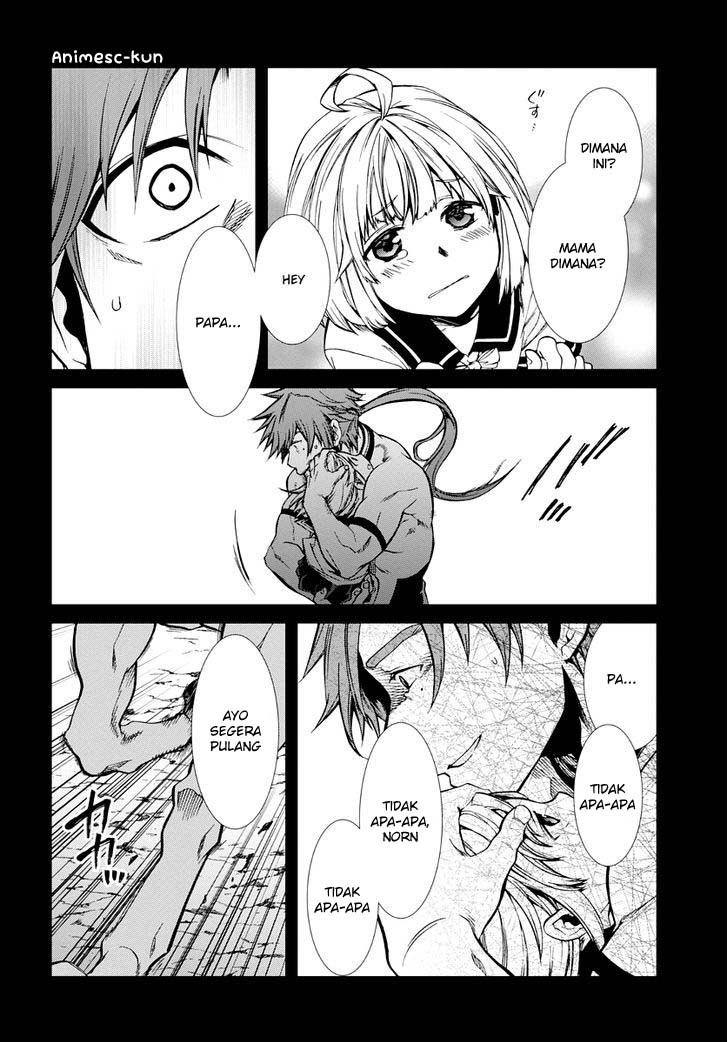 Animesc-kun
DIMANA
INI?
MAMA
DIMANA?
ぐす…
HEY
PAPA...
PA...
TIDAK
APA-APA
TIDAK
APA-APA,
NORN
TIDAK
APA-APA
AYO
SEGERA
PULANG